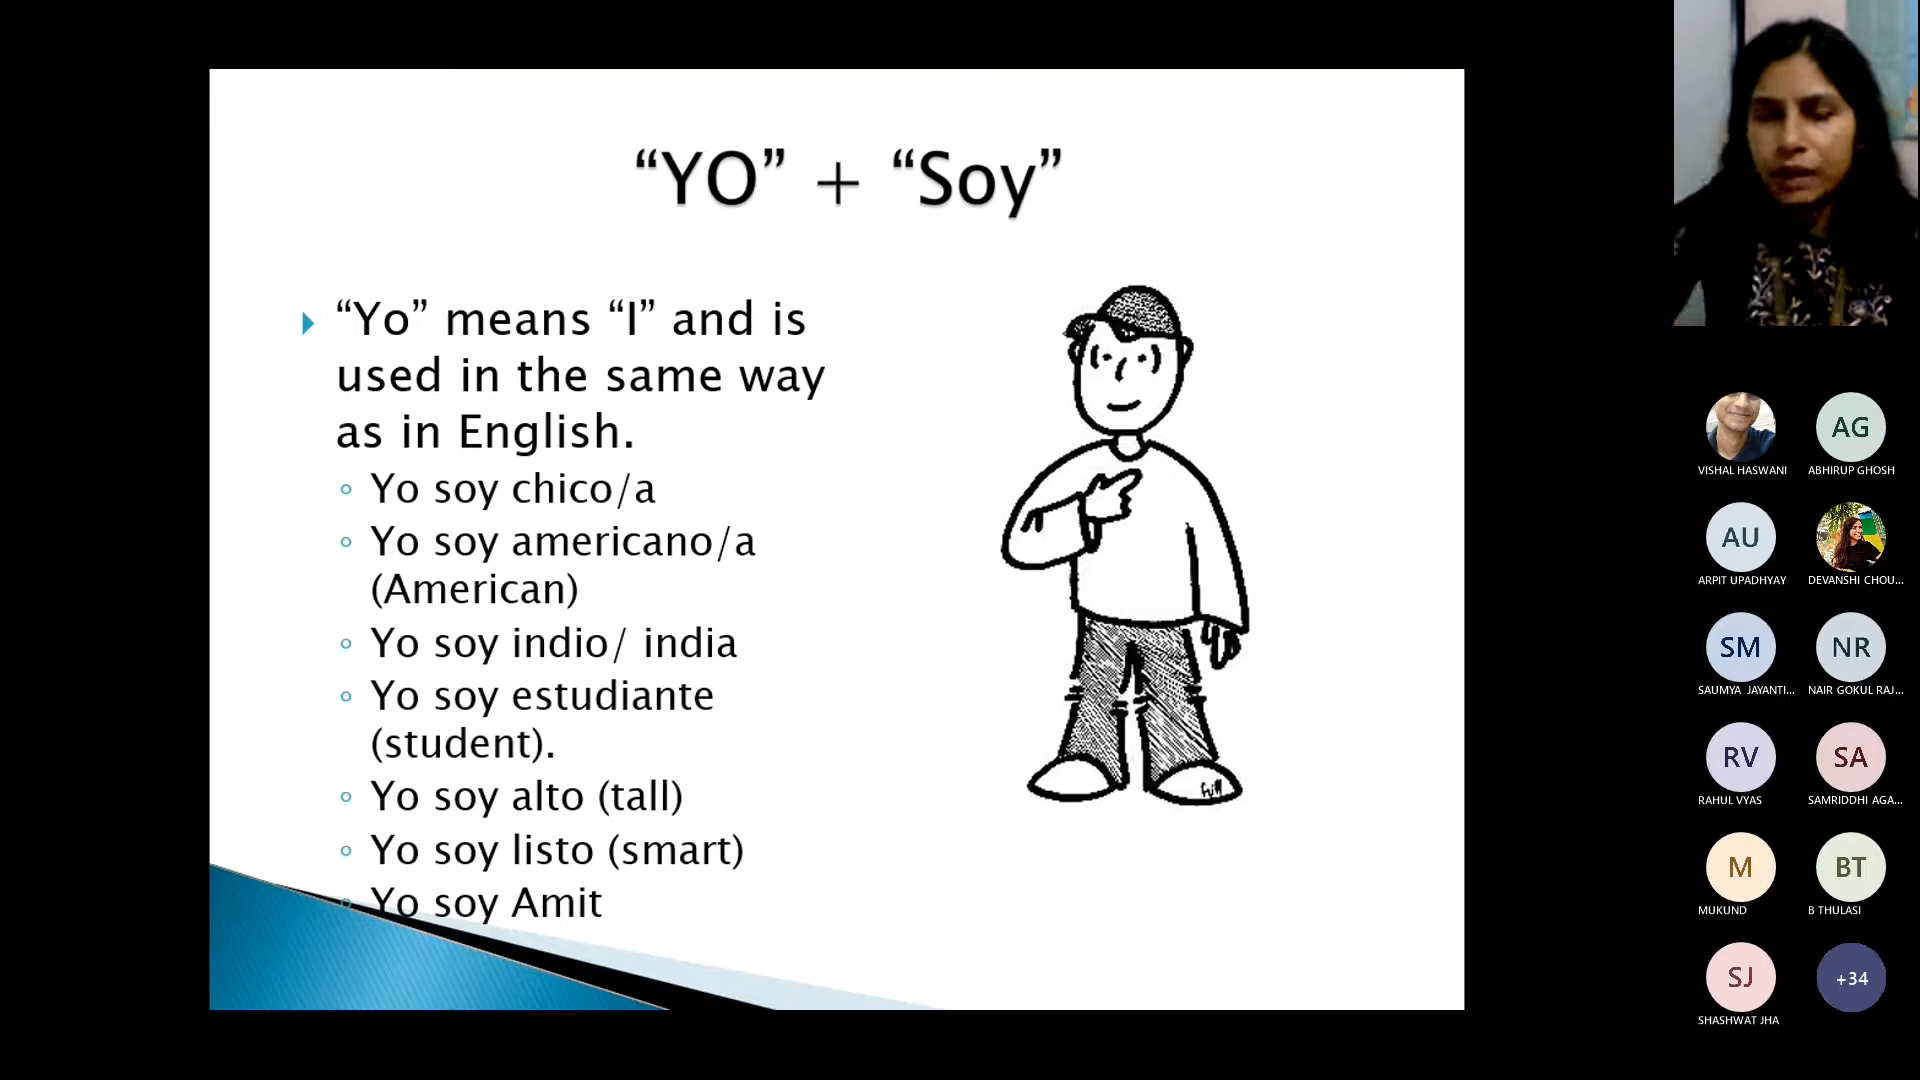 “YO” + “Soy”
“Yo” means “I” and is
used in the same way
as in English.
Yo soy chico/a
Yo soy americano/a
(American)
Yo soy indio/ india
Yo soy estudiante
(student).
Yo soy alto (tall)
Yo soy listo (smart)
Yo soy Amit
AG
VISHAL HASWANI
ABHIRUP GHOSH
AU
ARPIT UPADHYAY
DEVANSHI CHOU...
SM
NR
SAUMYA JAYANTI...
NAIR GOKUL RAJ...
RV
SA
RAHUL VYAS
SAMRIDDHI AGA...
M
BT
MUKUND
B THULASI
SJ
+34
SHASHWAT JHA